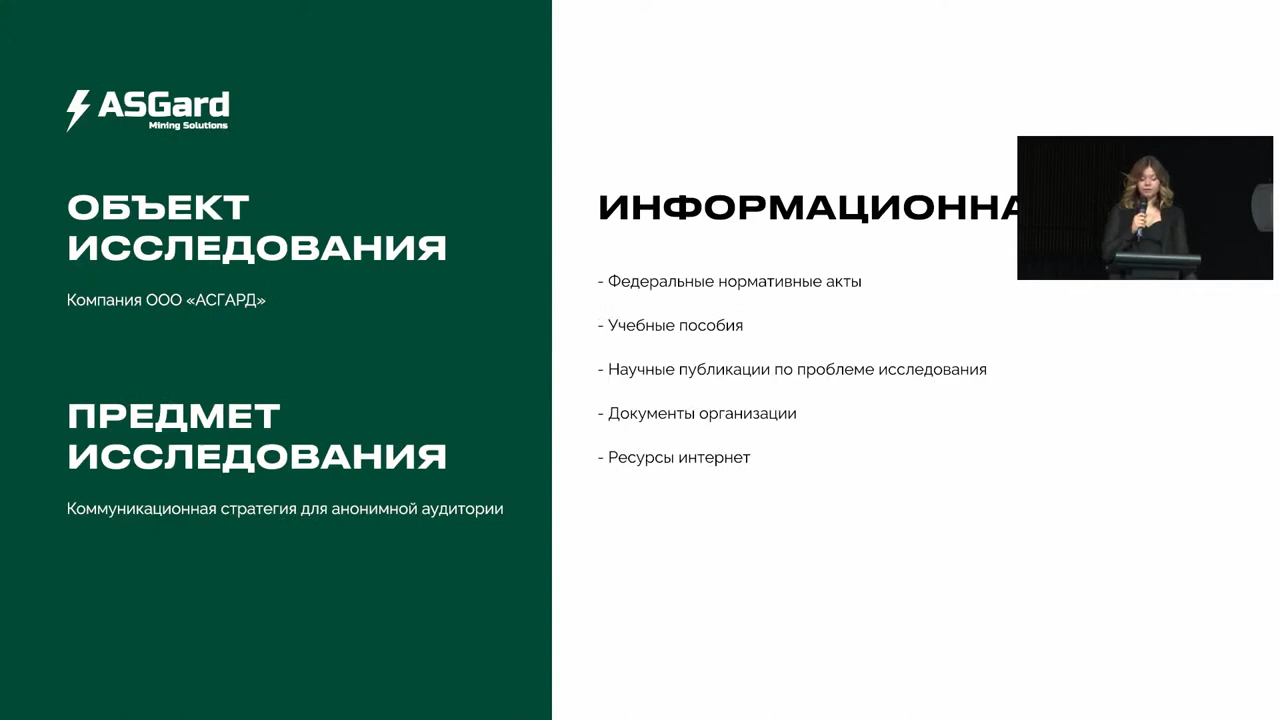 ASGard
Mining Solutions
ОБЪЕКТ
ИССЛЕДОВАНИЯ
Компания ООО «АСГАРД»
ПРЕДМЕТ
ИССЛЕДОВАНИЯ
Коммуникационная стратегия для анонимной аудитории
- Федеральные нормативные акты
- Учебные пособия
- Научные публикации по проблеме исследования
- Документы организации
- Ресурсы интернет